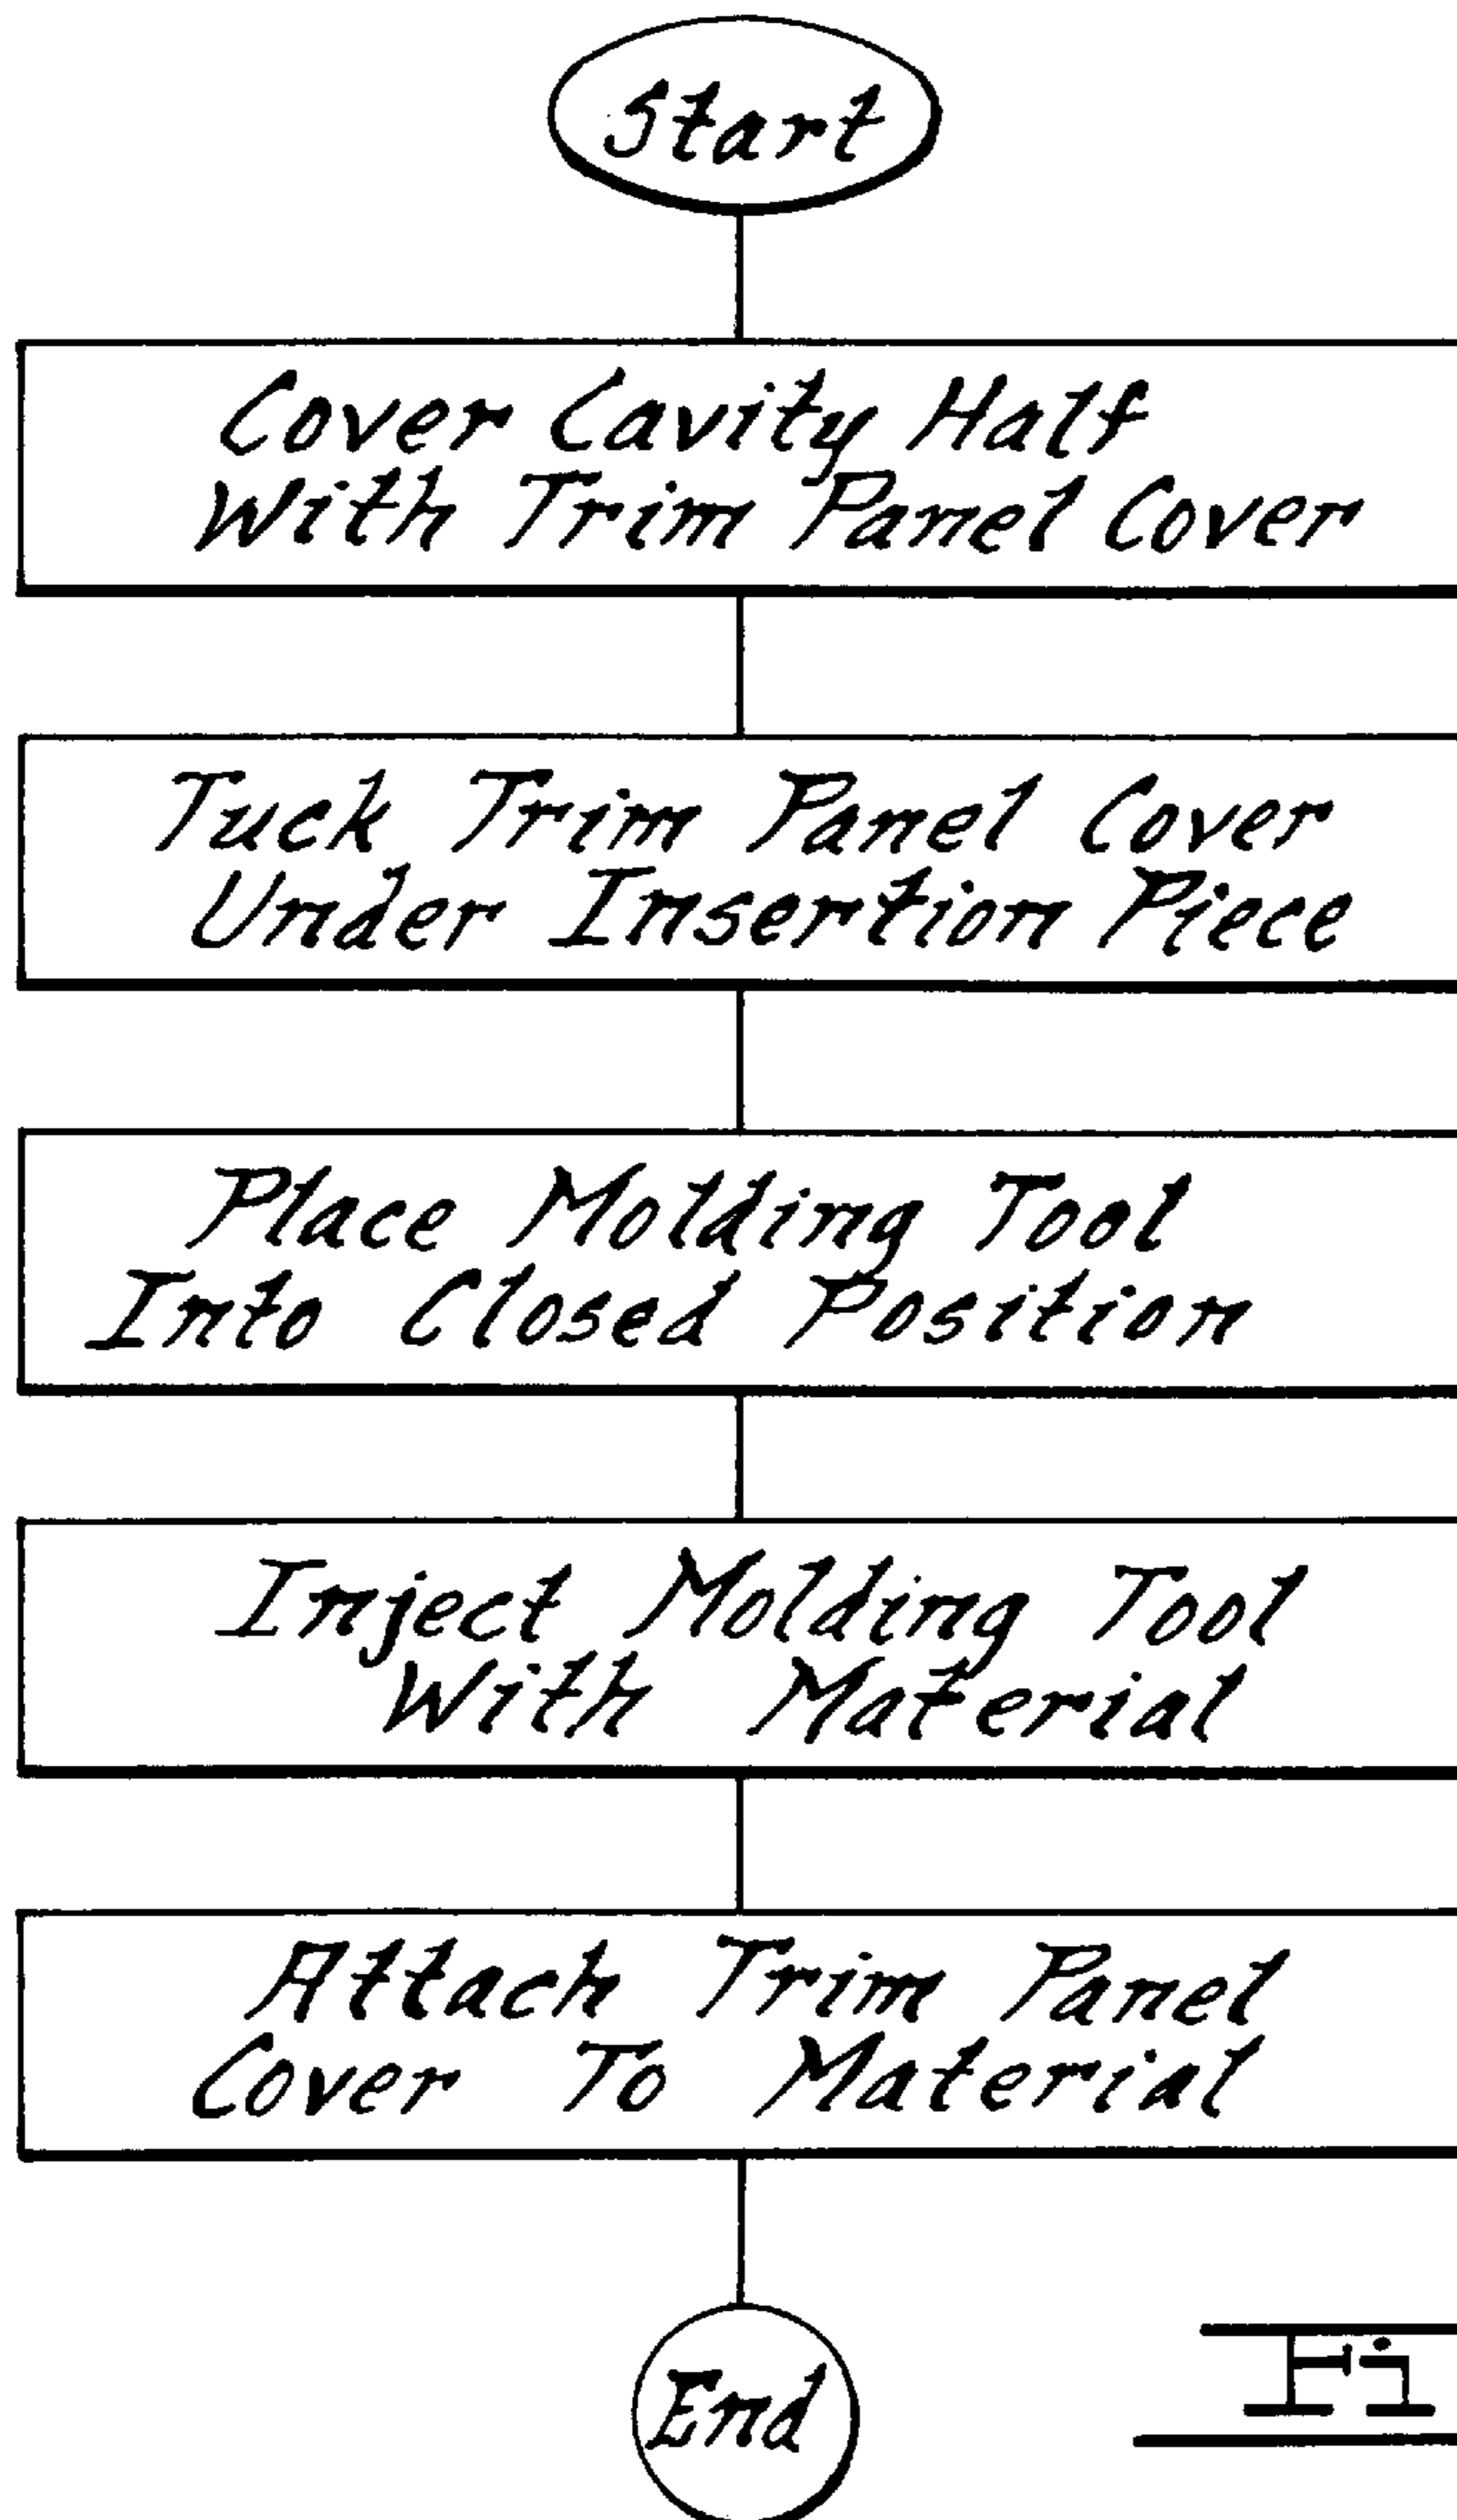 Start
Cover Cavity Half
With Trim Panel Cover
Tuck Trim Panel Cover
Under Insertion Piece
Place Molding Tool
Into Closed Position
Inject Molding Tool
With Material
Attach Trim Panel
Cover To Material
End
Fi